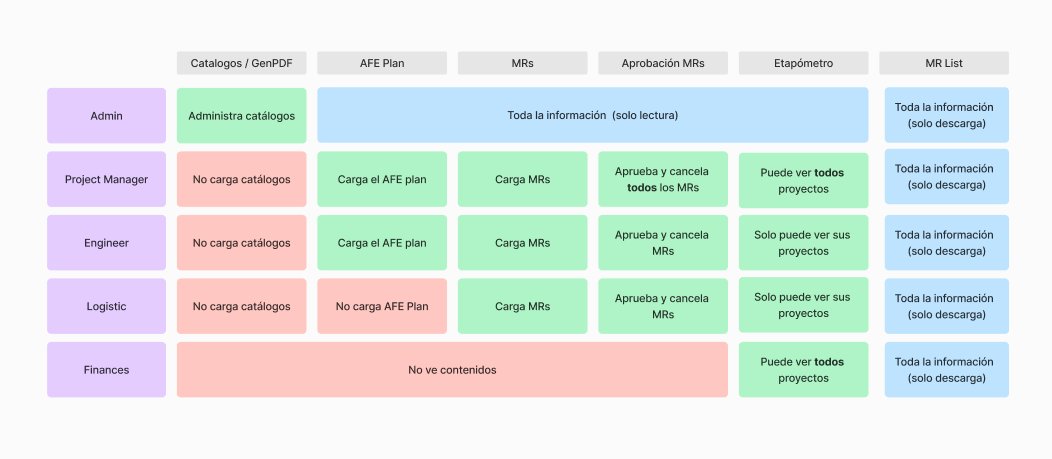 Catalogos / GenPDF
AFE Plan
MRs
Aprobación MRs
Etapómetro
MR List
Admin
Administra catálogos
Toda la información (solo lectura)
Toda la información
(solo descarga)
Project Manager
No carga catálogos
Carga el AFE plan
Carga MRs
Aprueba y cancela
todos los MRs
Puede ver todos
proyectos
Toda la información
(solo descarga)
Engineer
No carga catálogos
Carga el AFE plan
Carga MRs
Aprueba y cancela
MRs
Solo puede ver sus
proyectos
Toda la información
(solo descarga)
Logistic
No carga catálogos
No carga AFE Plan
Carga MRs
Aprueba y cancela
MRs
Solo puede ver sus
proyectos
Toda la información
(solo descarga)
Finances
No ve contenidos
Puede ver todos
proyectos
Toda la información
(solo descarga)